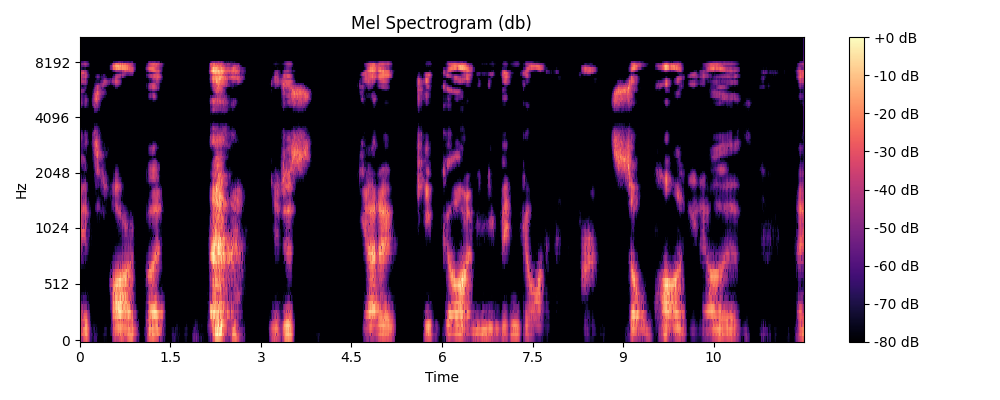 Mel Spectrogram (db)
8192
4096
2048
1024
512
0
Hz
0 1.5 3 4.5 6 7.5 9 10
Time
+0 dB
-10 dB
-20 dB
-30 dB
-40 dB
-50 dB
-60 dB
-70 dB
-80 dB